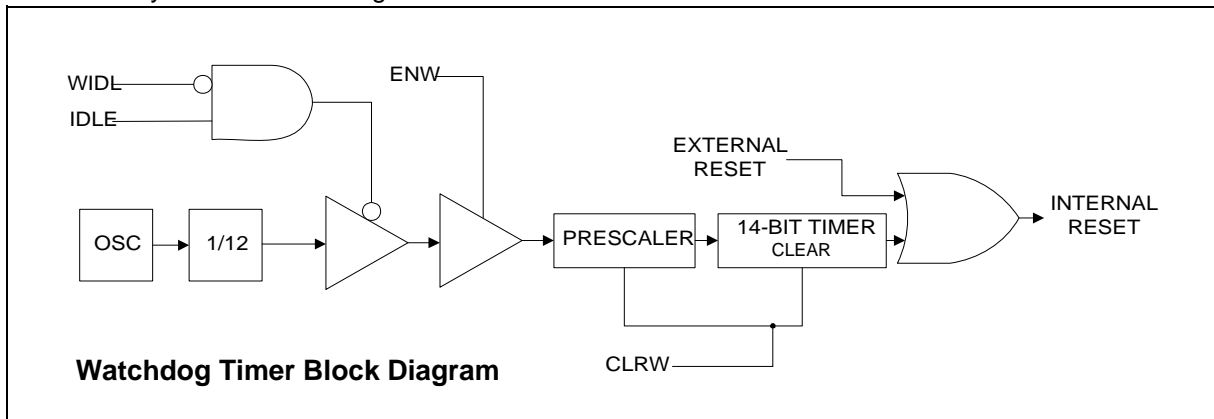 WIDL
IDLE
ENW
EXTERNAL
RESET
OSC
1/12
PRESCALER
14-BIT TIMER
CLEAR
INTERNAL
RESET
CLRW
Watchdog Timer Block Diagram